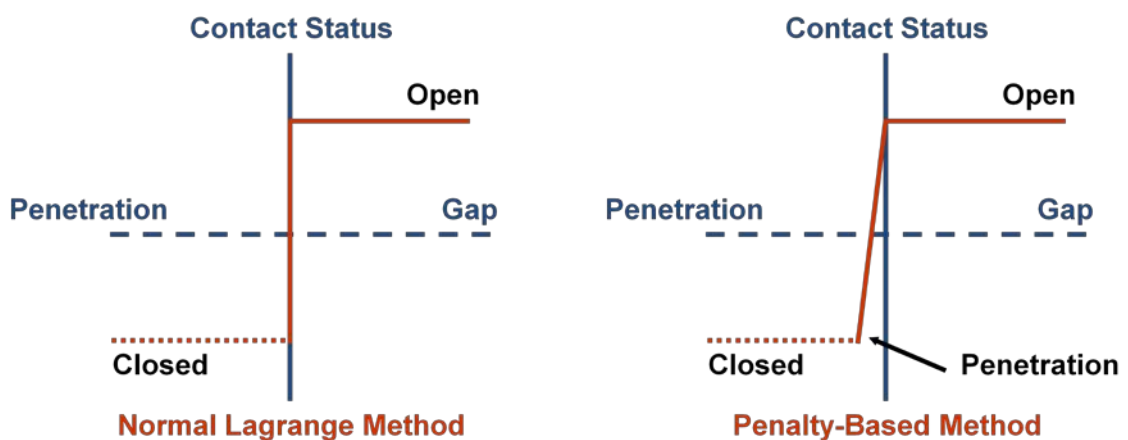 Contact Status
Open
Penetration
Gap
Closed
Normal Lagrange Method
Contact Status
Open
Penetration
Gap
Closed
Penetration
Penalty-Based Method